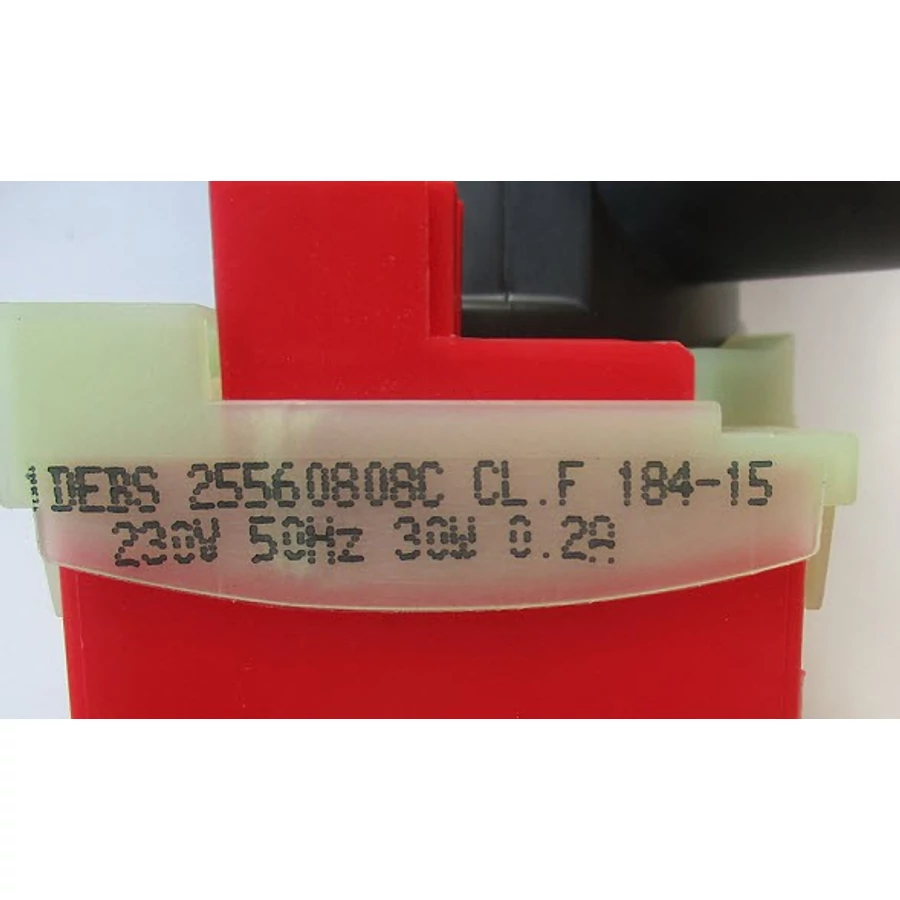 DEBS 25560808C CL.F 184-15
230V 50Hz 30W 0.2A